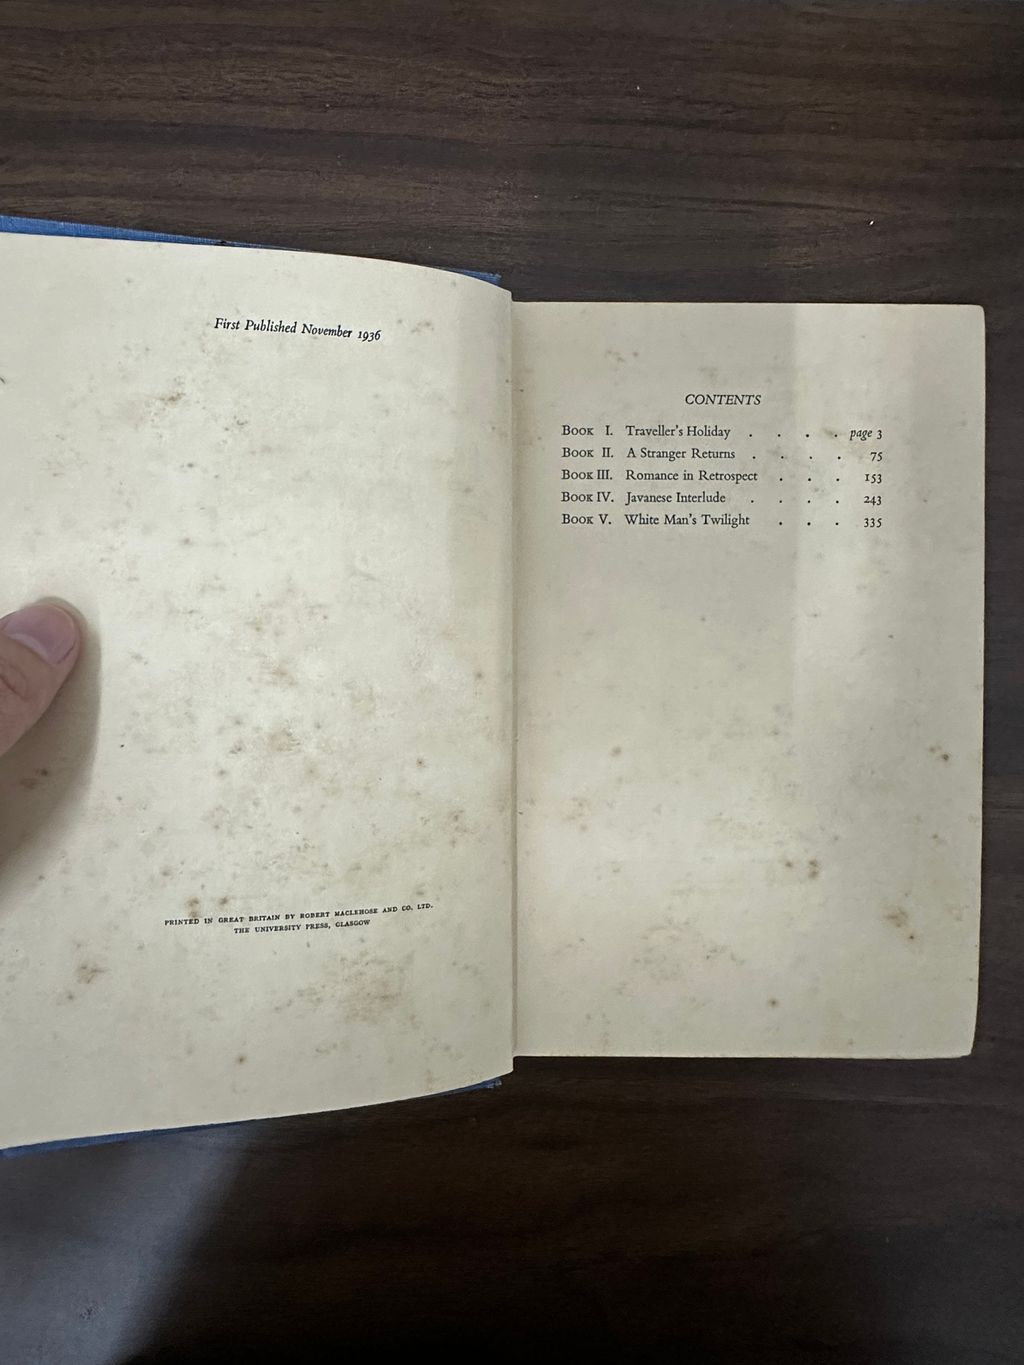 First Published November 1936
PRINTED IN GREAT BRITAIN BY ROBERT MACLEHOSE AND CO. LTD.
THE UNIVERSITY PRESS, GLASGOW
CONTENTS
BOOK I. Traveller's Holiday . . . . page 3
BOOK II. A Stranger Returns . . . . 75
BOOK III. Romance in Retrospect . . . 153
BOOK IV. Javanese Interlude . . . . 243
BOOK V. White Man's Twilight . . . 335